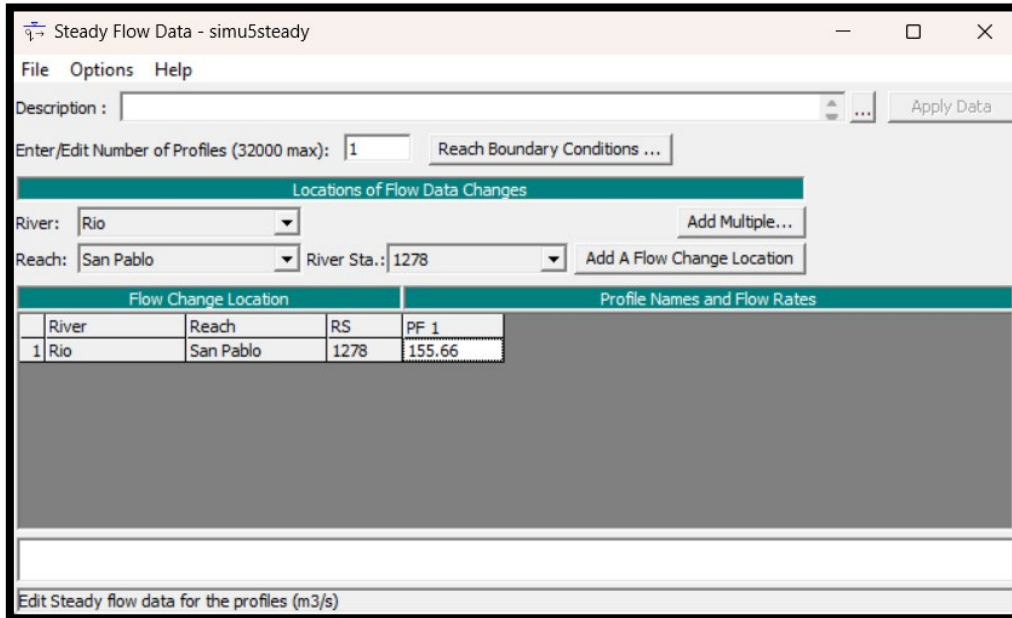 Steady Flow Data - simu5steady
File Options Help
Description : ... Apply Data
Enter/Edit Number of Profiles (32000 max): 1 Reach Boundary Conditions ...
Locations of Flow Data Changes
River: Rio Add Multiple...
Reach: San Pablo River Sta.: 1278 Add A Flow Change Location
Flow Change Location Profile Names and Flow Rates
River Reach RS PF 1
1 Rio San Pablo 1278 155.66
Edit Steady flow data for the profiles (m3/s)